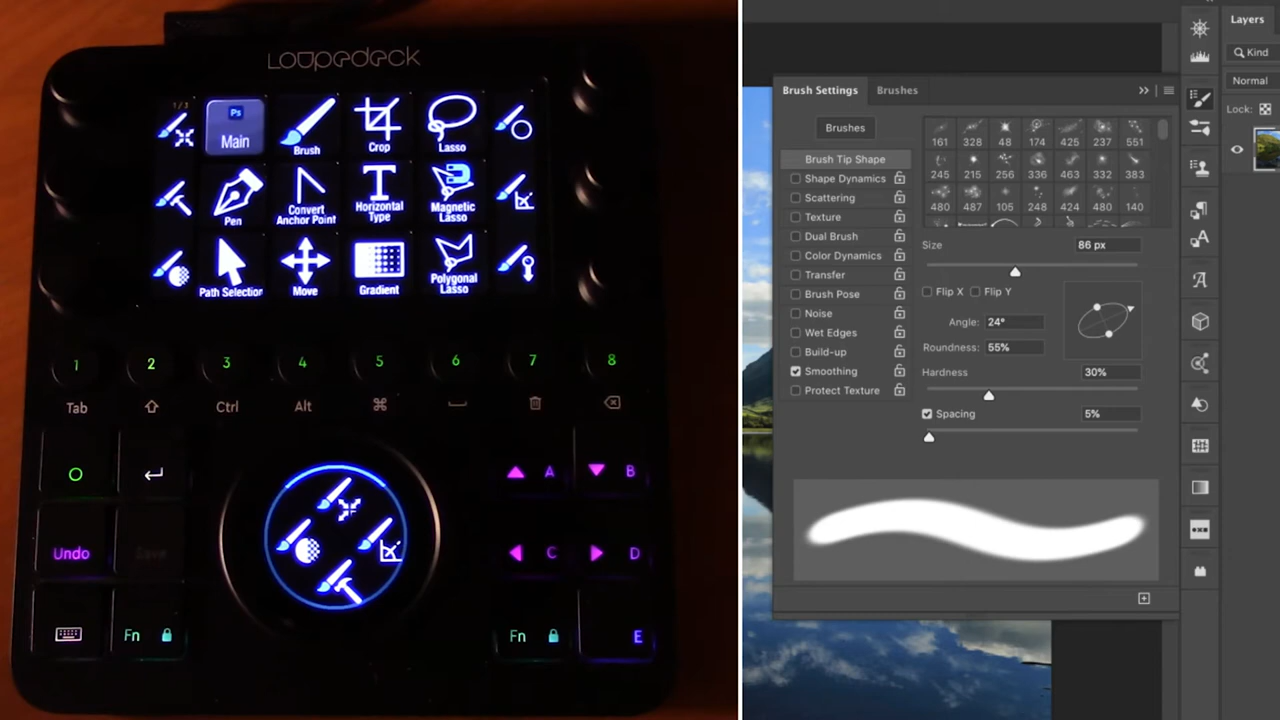 Loupedeck
1/3
Ps
Main
Brush
Crop
Lasso
Pen
Convert
Anchor Point
Horizontal
Type
Magnetic
Lasso
Path Selection
Move
Gradient
Polygonal
Lasso
1 2 3 4 5 6 7 8
Tab Ctrl Alt
A B
Undo Save C D
Fn Fn E
Brush Settings Brushes
Brushes
Brush Tip Shape
Shape Dynamics
Scattering
Texture
Dual Brush
Color Dynamics
Transfer
Brush Pose
Noise
Wet Edges
Build-up
Smoothing
Protect Texture
161 328 48 174 425 237 551
245 215 256 336 463 332 383
480 487 105 248 424 480 140
Size 86 px
Flip X Flip Y
Angle: 24°
Roundness: 55%
Hardness 30%
Spacing 5%
Layers
Kind
Normal
Lock: